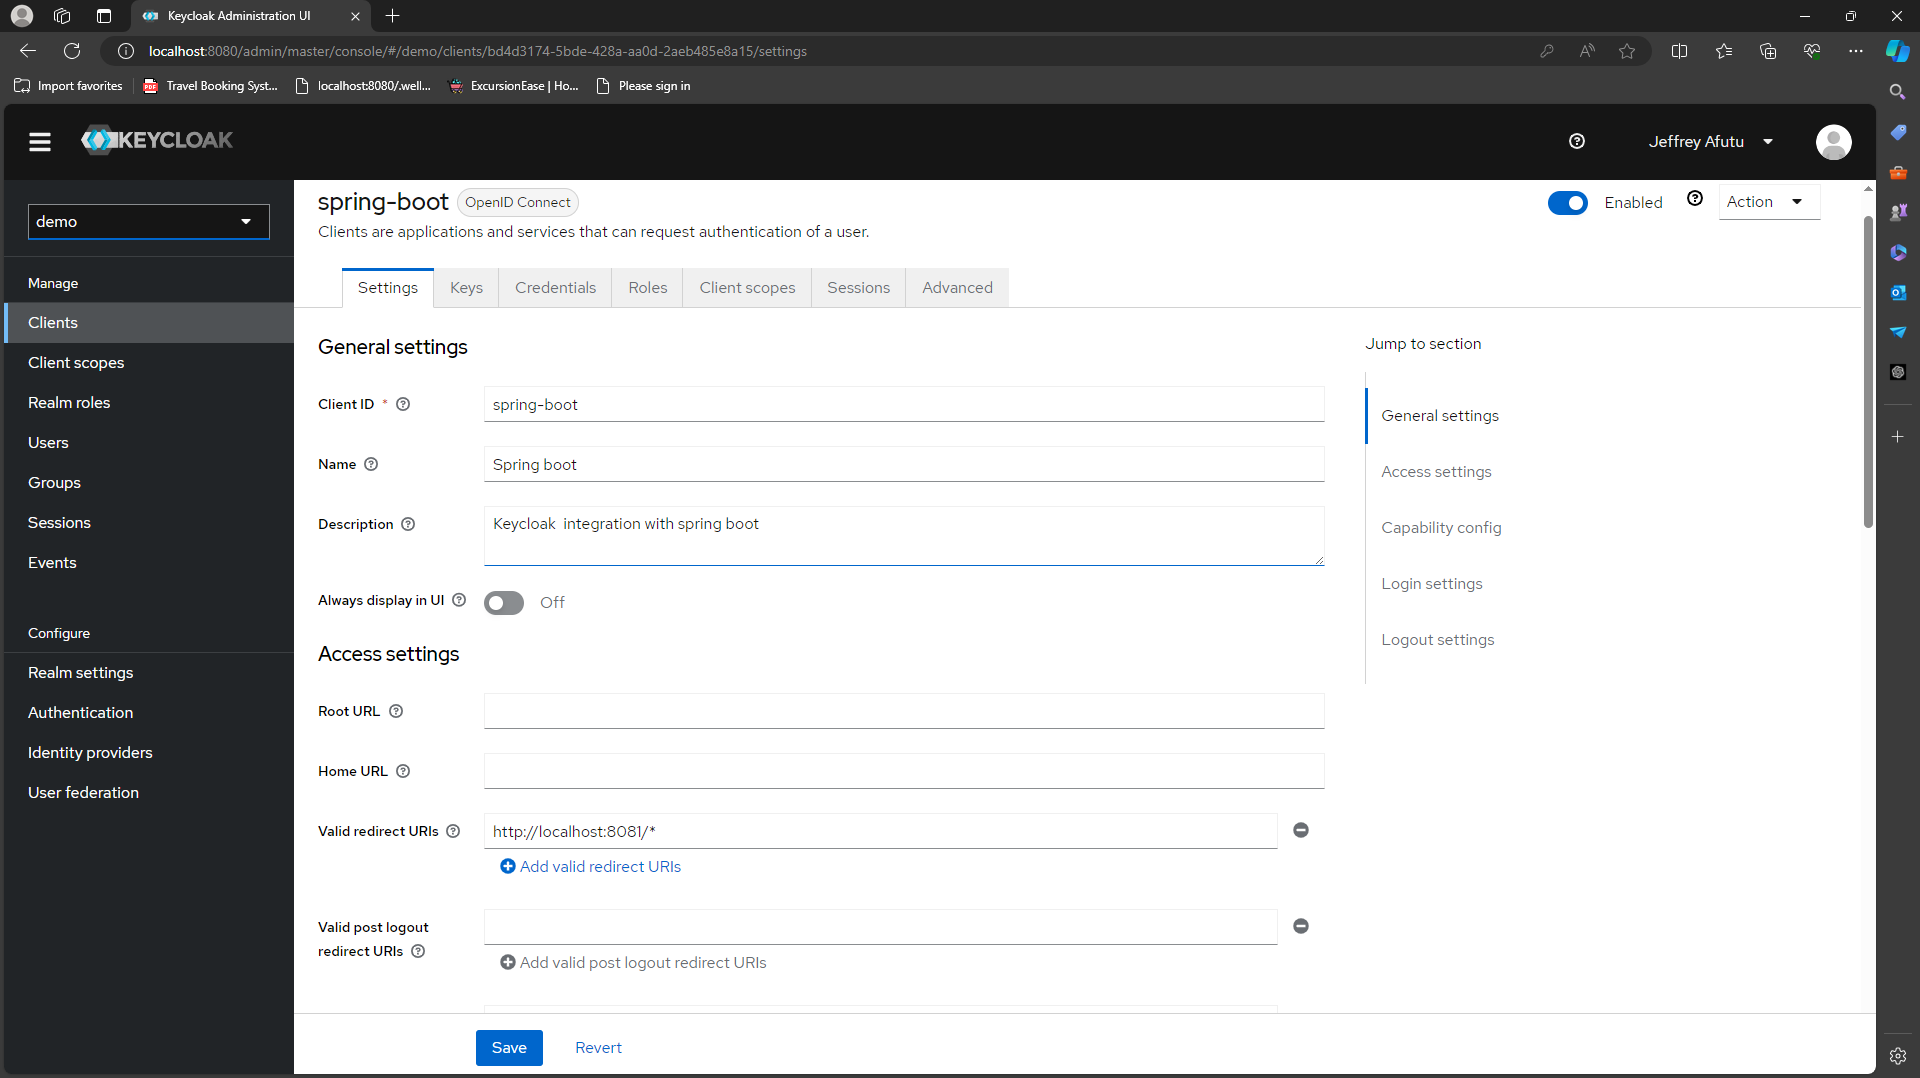 Keycloak Administration UI
localhost:8080/admin/master/console/#/demo/clients/bd4d3174-5bde-428a-aa0d-2aeb485e8a15/settings
Import favorites
Travel Booking Syst...
localhost:8080/.well...
ExcursionEase | Ho...
Please sign in
KEYCLOAK
Jeffrey Afutu
demo
Manage
Clients
Client scopes
Realm roles
Users
Groups
Sessions
Events
Configure
Realm settings
Authentication
Identity providers
User federation
spring-boot OpenID Connect
Enabled
Action
Clients are applications and services that can request authentication of a user.
Settings Keys Credentials Roles Client scopes Sessions Advanced
General settings
Client ID *
spring-boot
Name
Spring boot
Description
Keycloak  integration with spring boot
Always display in UI
Off
Access settings
Root URL
Home URL
Valid redirect URIs
http://localhost:8081/*
Add valid redirect URIs
Valid post logout
redirect URIs
Add valid post logout redirect URIs
Save Revert
Jump to section
General settings
Access settings
Capability config
Login settings
Logout settings